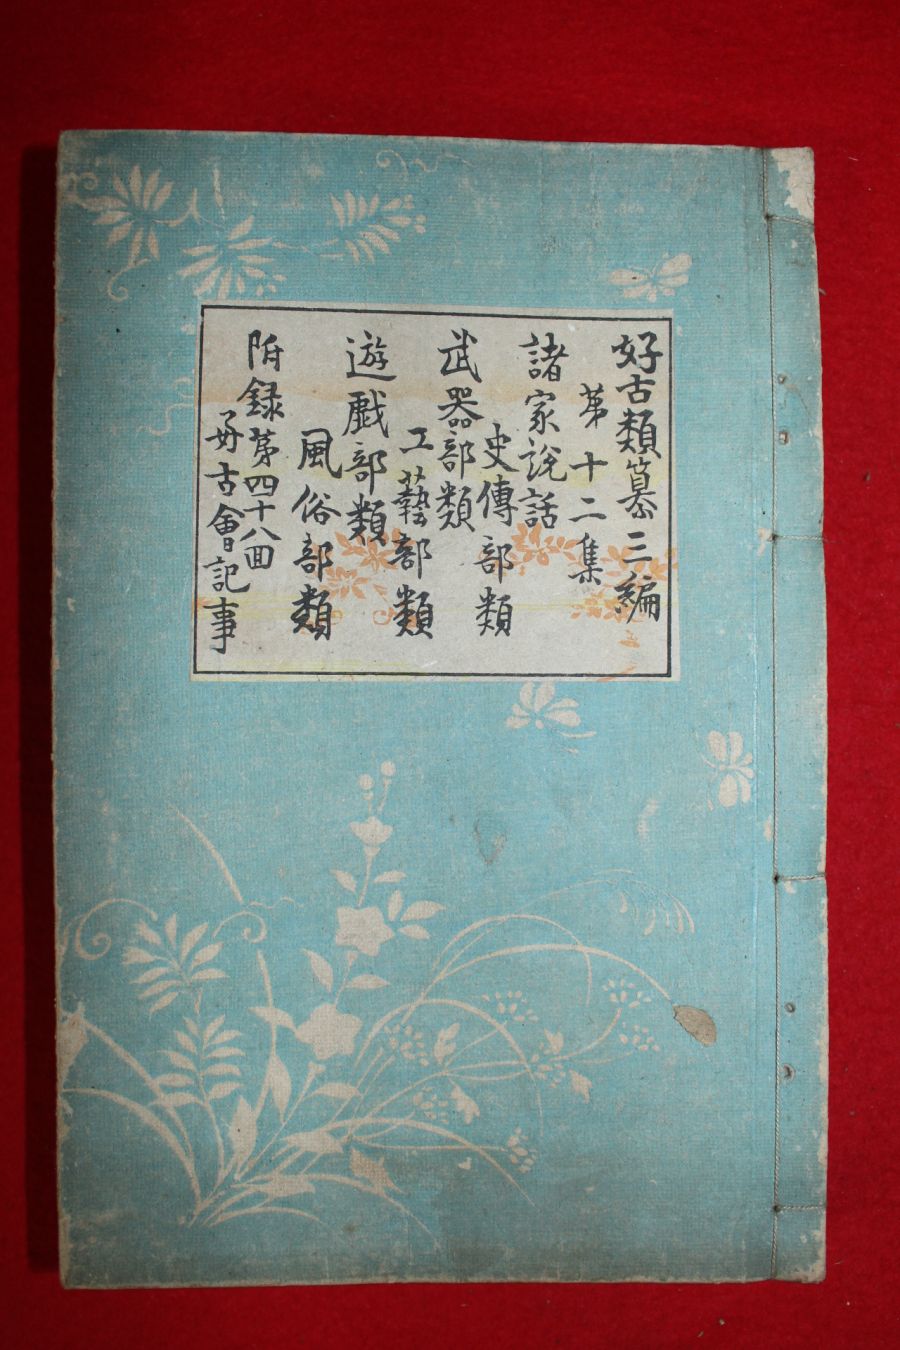 好古類纂三編
第十二集
諸家説話
史傳部類
武器部類
工藝部類
遊戯部類
風俗部類
附録第四十八回
好古會記事